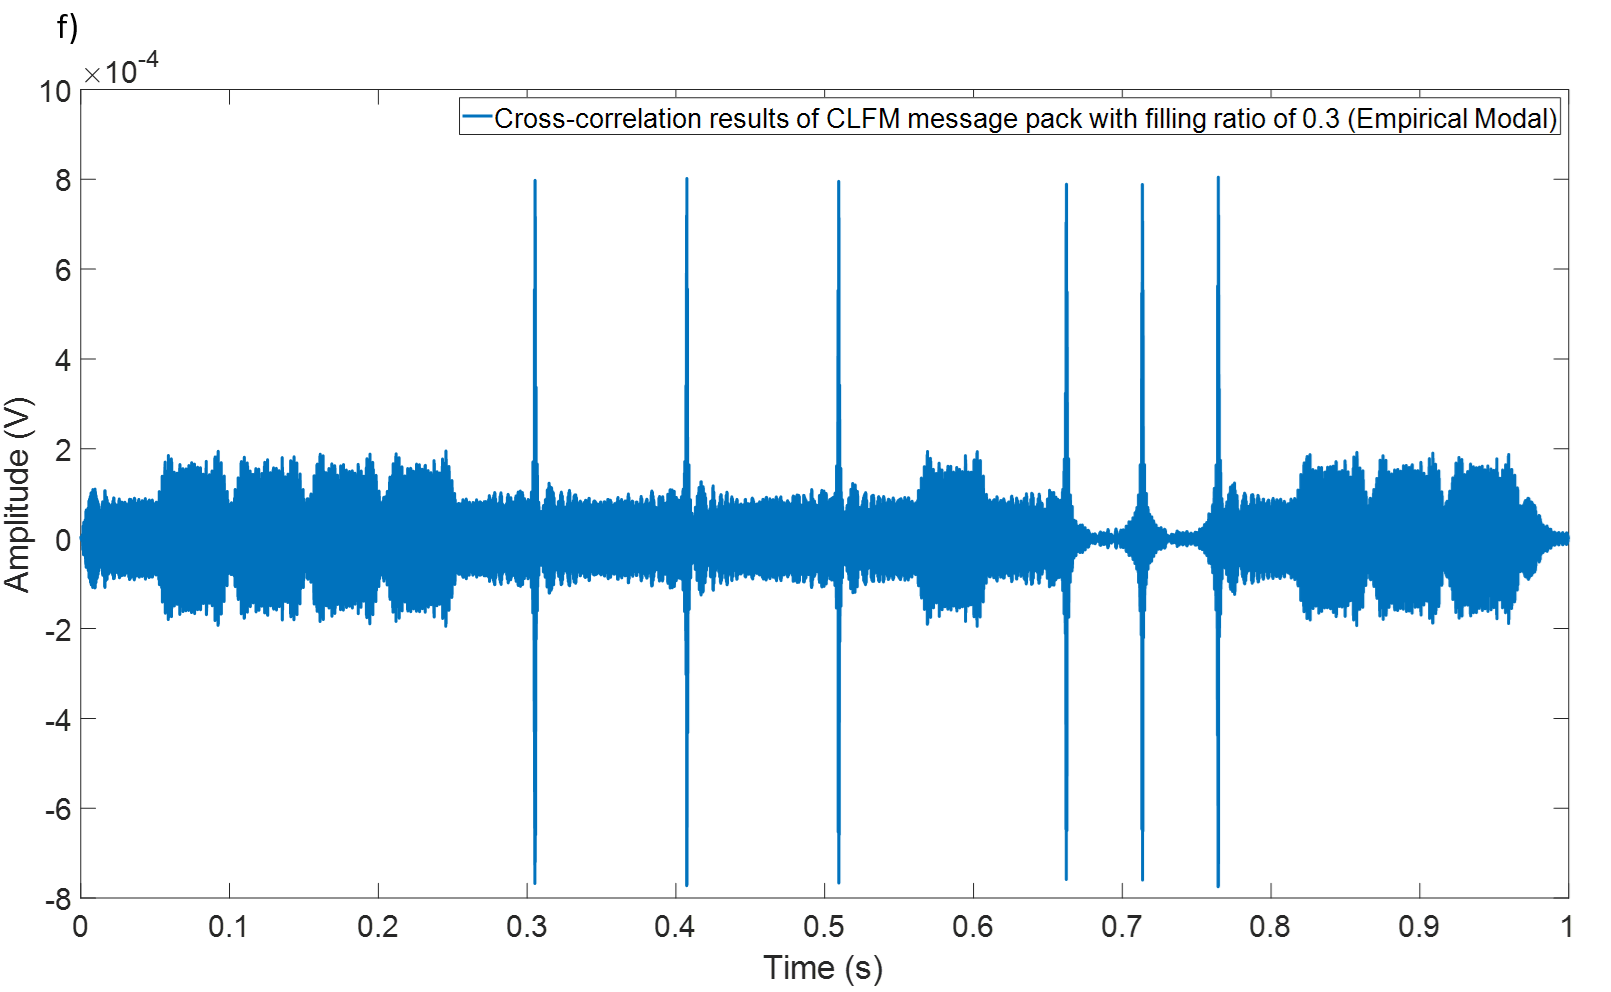 f)
×10-4
Cross-correlation results of CLFM message pack with filling ratio of 0.3 (Empirical Modal)
10
8
6
4
2
0
-2
-4
-6
-8
Amplitude (V)
0 0.1 0.2 0.3 0.4 0.5 0.6 0.7 0.8 0.9 1
Time (s)